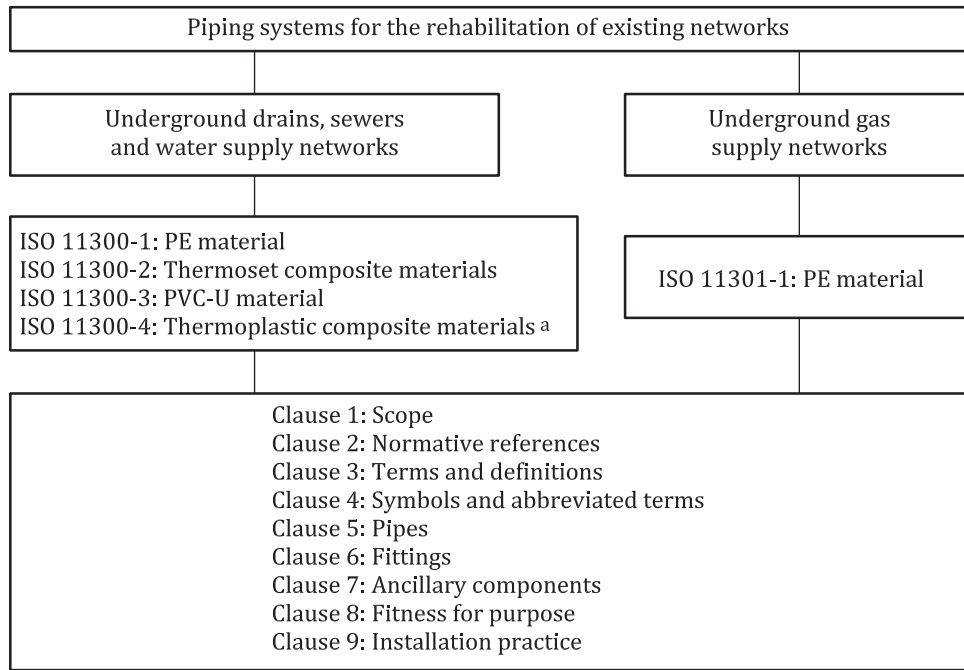 Piping systems for the rehabilitation of existing networks
Underground drains, sewers
and water supply networks
Underground gas
supply networks
ISO 11300-1: PE material
ISO 11300-2: Thermoset composite materials
ISO 11300-3: PVC-U material
ISO 11300-4: Thermoplastic composite materials a
ISO 11301-1: PE material
Clause 1: Scope
Clause 2: Normative references
Clause 3: Terms and definitions
Clause 4: Symbols and abbreviated terms
Clause 5: Pipes
Clause 6: Fittings
Clause 7: Ancillary components
Clause 8: Fitness for purpose
Clause 9: Installation practice